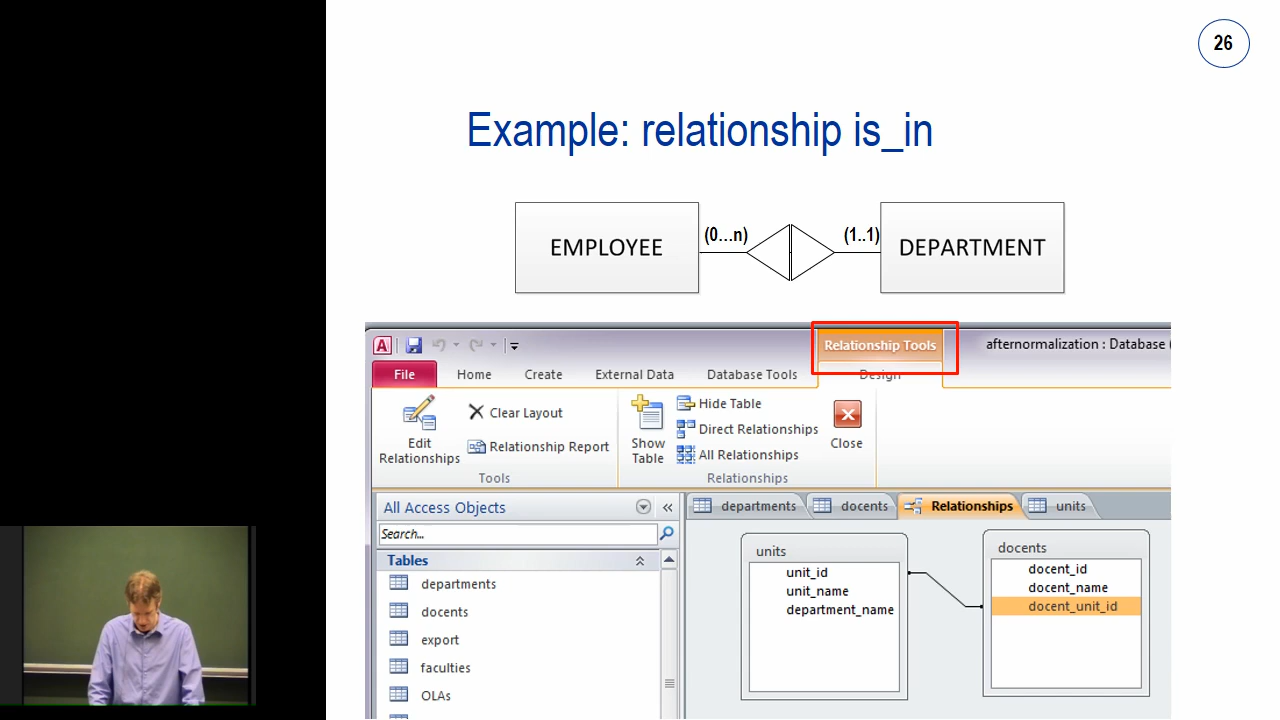 26
Example: relationship is_in
EMPLOYEE
(0...n)
(1..1)
DEPARTMENT
A
Relationship Tools
afternormalization : Database (
File
Home
Create
External Data
Database Tools
Design
Edit
Relationships
Clear Layout
Relationship Report
Tools
Show
Table
Hide Table
Direct Relationships
All Relationships
Relationships
Close
All Access Objects
«
Search...
Tables
departments
docents
export
faculties
OLAs
departments
docents
Relationships
units
units
unit_id
unit_name
department_name
docents
docent_id
docent_name
docent_unit_id